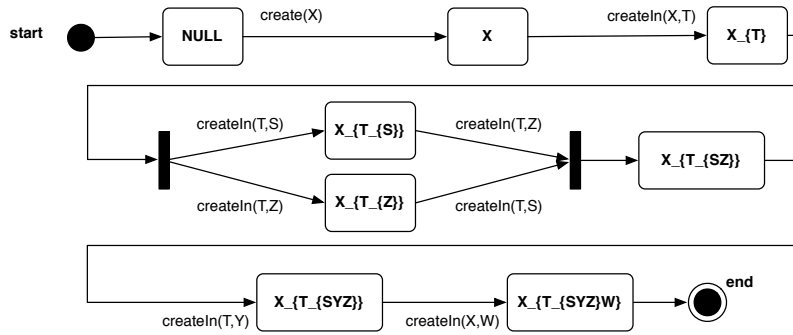 create(X)
createIn(X,T)
start
NULL
X
X_{T}
createIn(T,S)
X_{T_{S}}
createIn(T,Z)
X_{T_{SZ}}
createIn(T,Z)
X_{T_{Z}}
createIn(T,S)
end
X_{T_{SYZ}}
X_{T_{SYZ}W}
createIn(T,Y)
createIn(X,W)